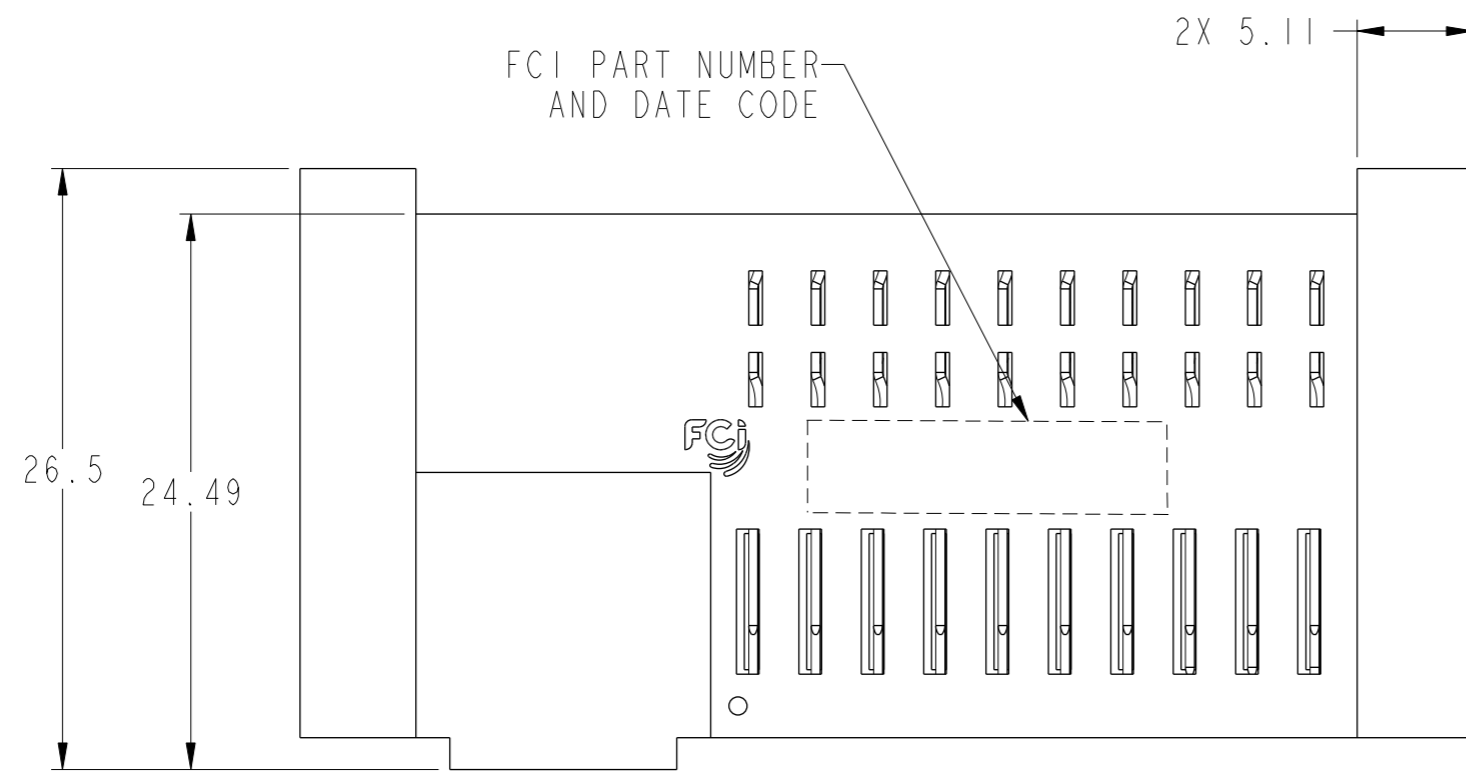 2X 5.11
FCI PART NUMBER
AND DATE CODE
FCi
26.5
24.49